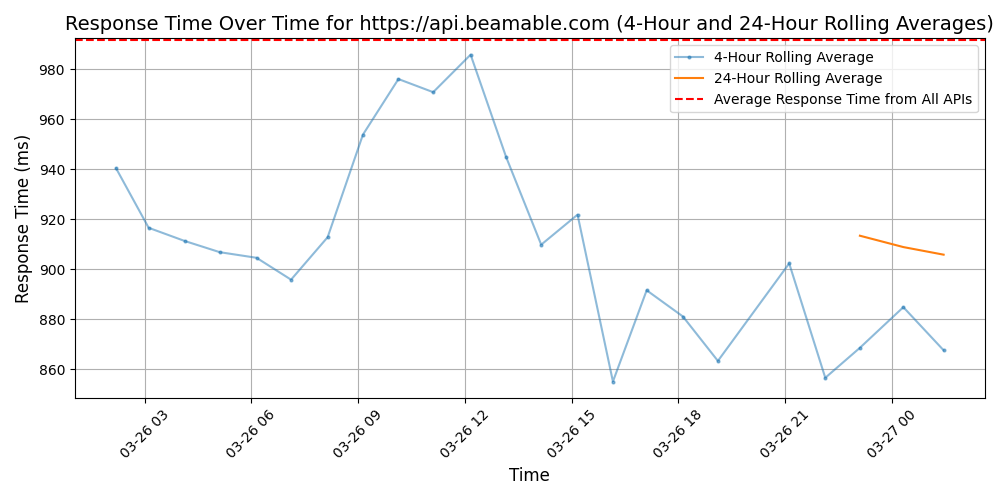 Response Time Over Time for https://api.beamable.com (4-Hour and 24-Hour Rolling Averages)
4-Hour Rolling Average
24-Hour Rolling Average
Average Response Time from All APIs
Response Time (ms)
980
960
940
920
900
880
860
03-26 03
03-26 06
03-26 09
03-26 12
03-26 15
03-26 18
03-26 21
03-27 00
Time